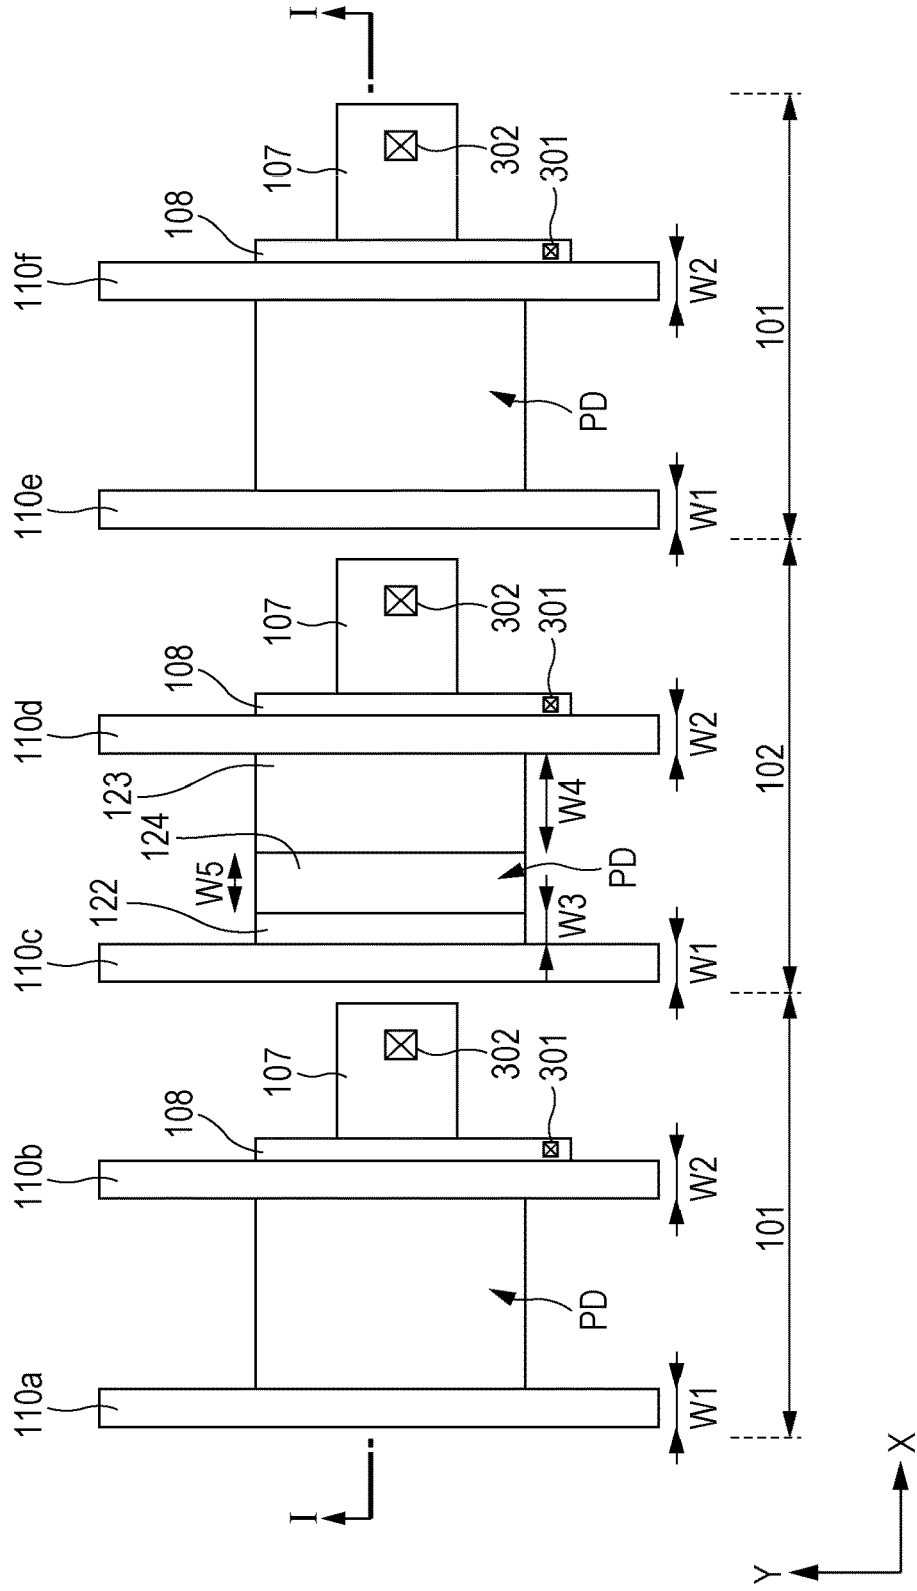 110a 110b 110c 110d 110e 110f
122
123
124
108 108 108
W5
107 107 107
I I
302 302 302
301 301 301
W3 W4
PD PD PD
W1 W2 W1 W2 W1 W2
101 102 101
Y
X